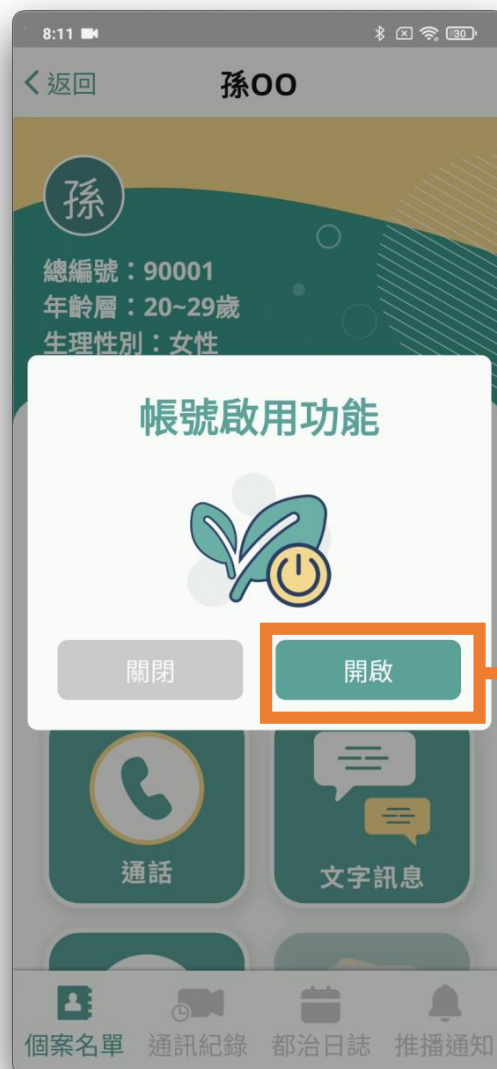 8:11
30
返回
孫OO
孫
總編號：90001
年齡層：20~29歲
生理性別：女性
帳號啟用功能
關閉
開啟
通話
文字訊息
個案名單
通訊紀錄
都治日誌
推播通知